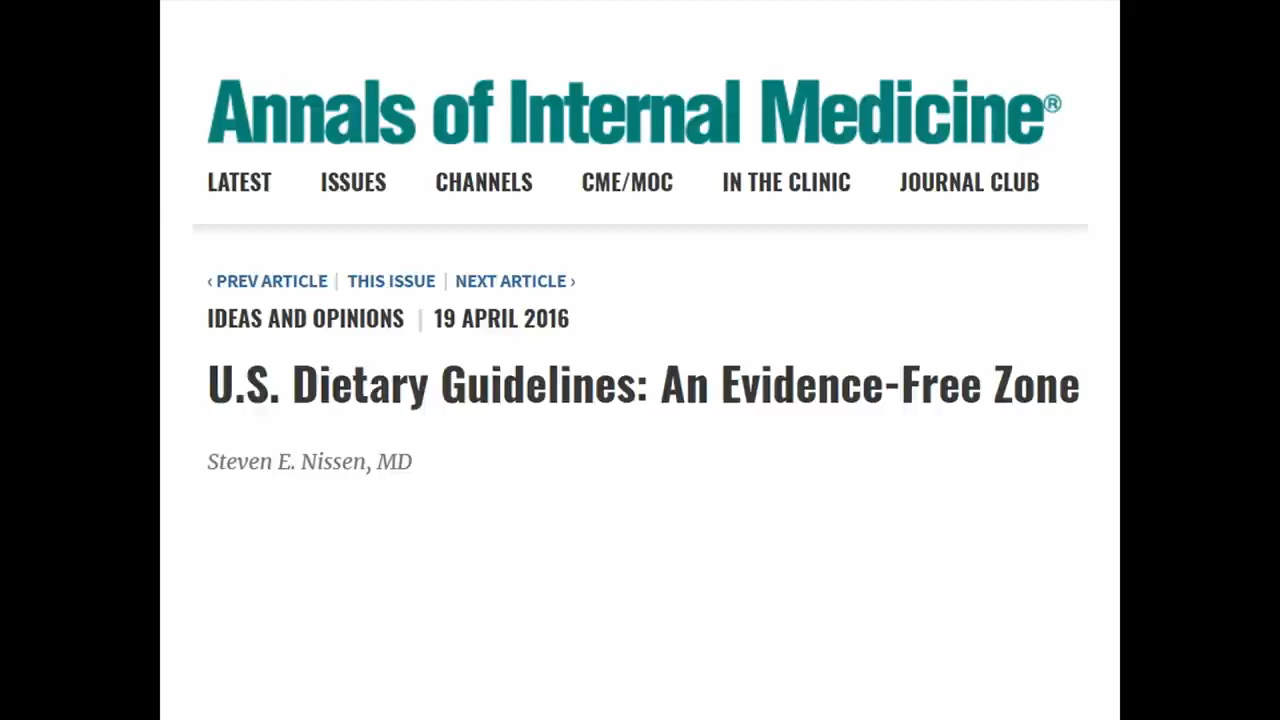 Annals of Internal Medicine®
LATEST ISSUES CHANNELS CME/MOC IN THE CLINIC JOURNAL CLUB
‹ PREV ARTICLE | THIS ISSUE | NEXT ARTICLE ›
IDEAS AND OPINIONS | 19 APRIL 2016
U.S. Dietary Guidelines: An Evidence-Free Zone
Steven E. Nissen, MD